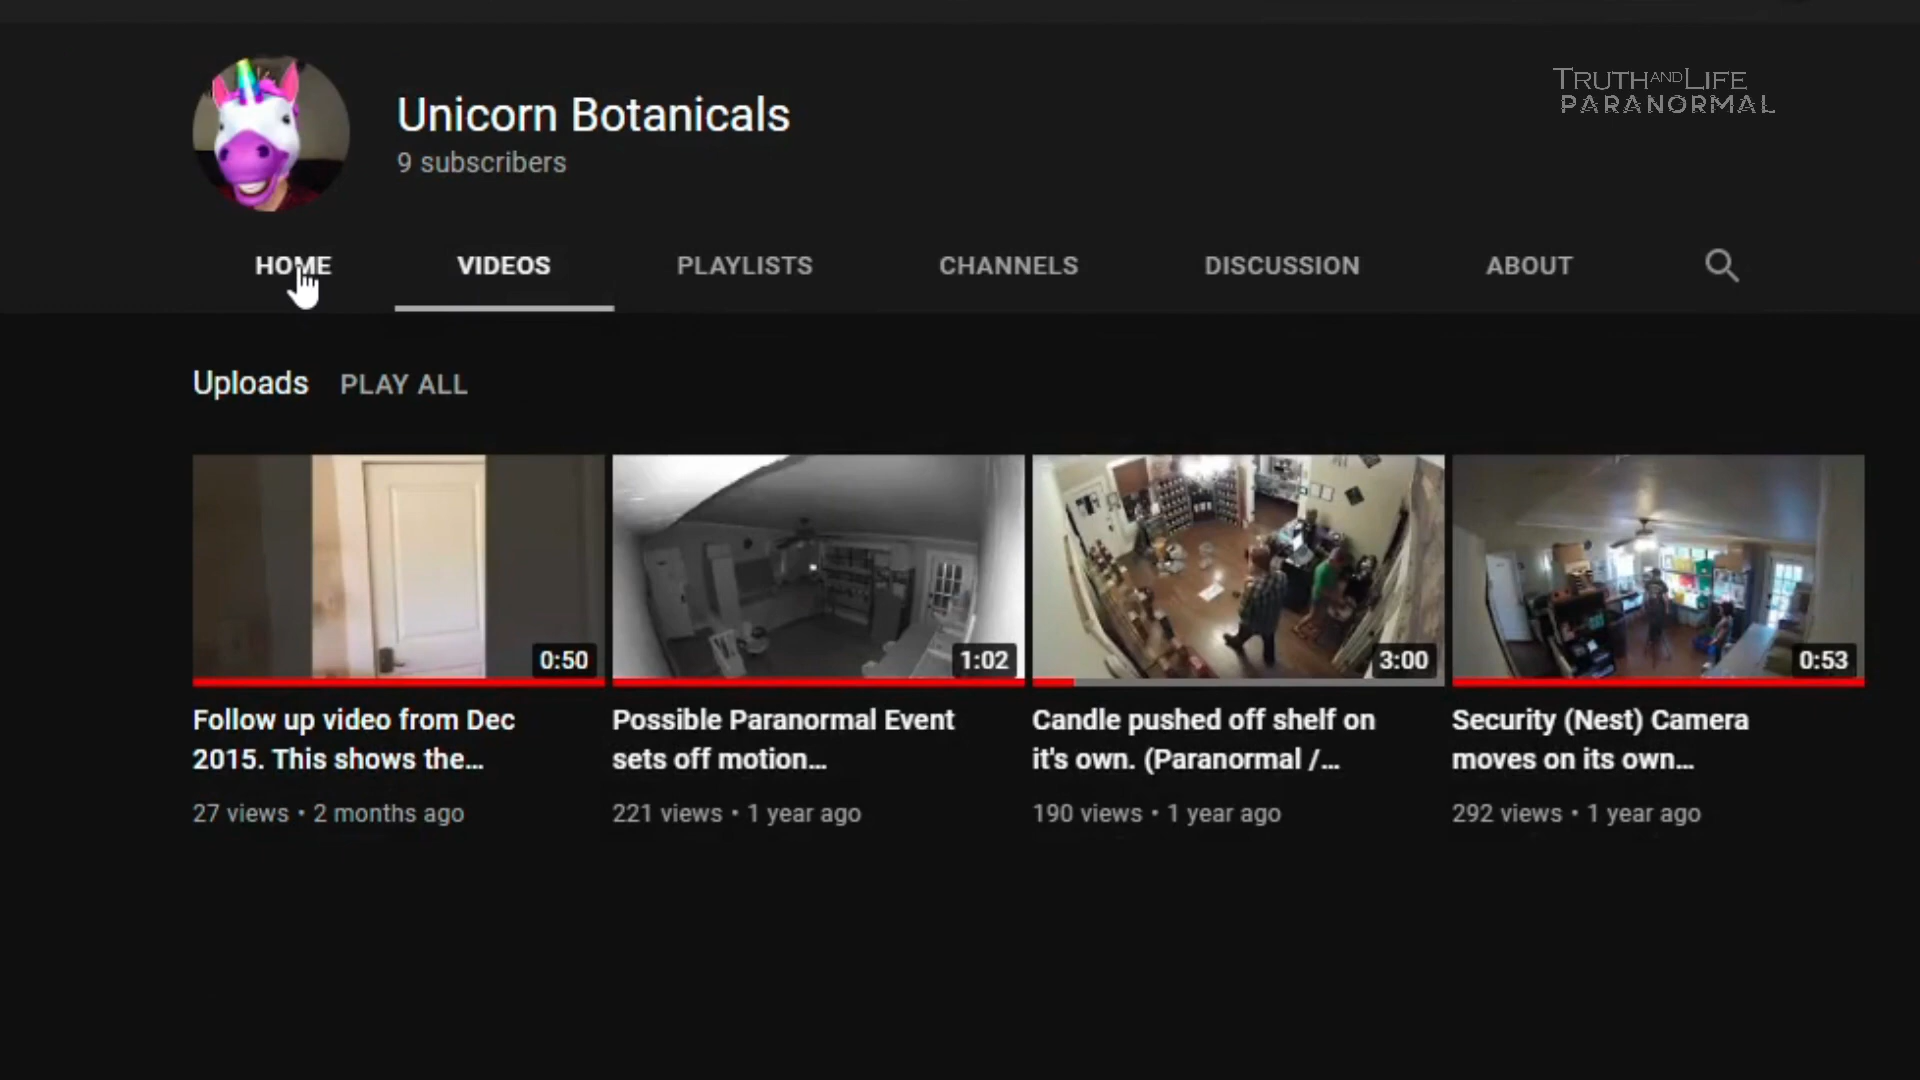 TRUTH AND LIFE
PARANORMAL
Unicorn Botanicals
9 subscribers
HOME VIDEOS PLAYLISTS CHANNELS DISCUSSION ABOUT
Uploads PLAY ALL
0:50 1:02 3:00 0:53
Follow up video from Dec
2015. This shows the...
27 views • 2 months ago
Possible Paranormal Event
sets off motion...
221 views • 1 year ago
Candle pushed off shelf on
it's own. (Paranormal /...
190 views • 1 year ago
Security (Nest) Camera
moves on its own...
292 views • 1 year ago